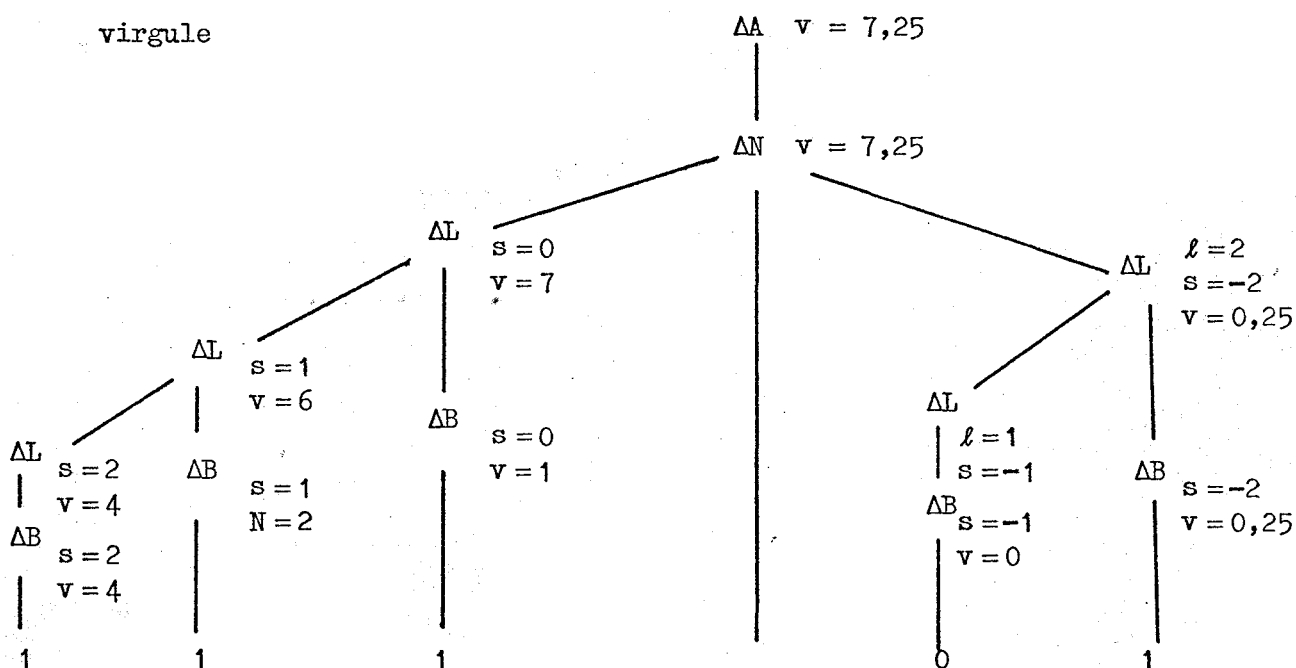 virgule
ΔA v = 7,25
ΔN v = 7,25
ΔL s = 0
v = 7
ΔL ℓ = 2
s = -2
v = 0,25
ΔL s = 1
v = 6
ΔL
ℓ = 1
s = -1
ΔB s = 0
v = 1
ΔL s = 2
v = 4
ΔB s = 1
N = 2
ΔB s = -2
v = 0,25
ΔB s = -1
v = 0
ΔB s = 2
v = 4
1 1 1 0 1